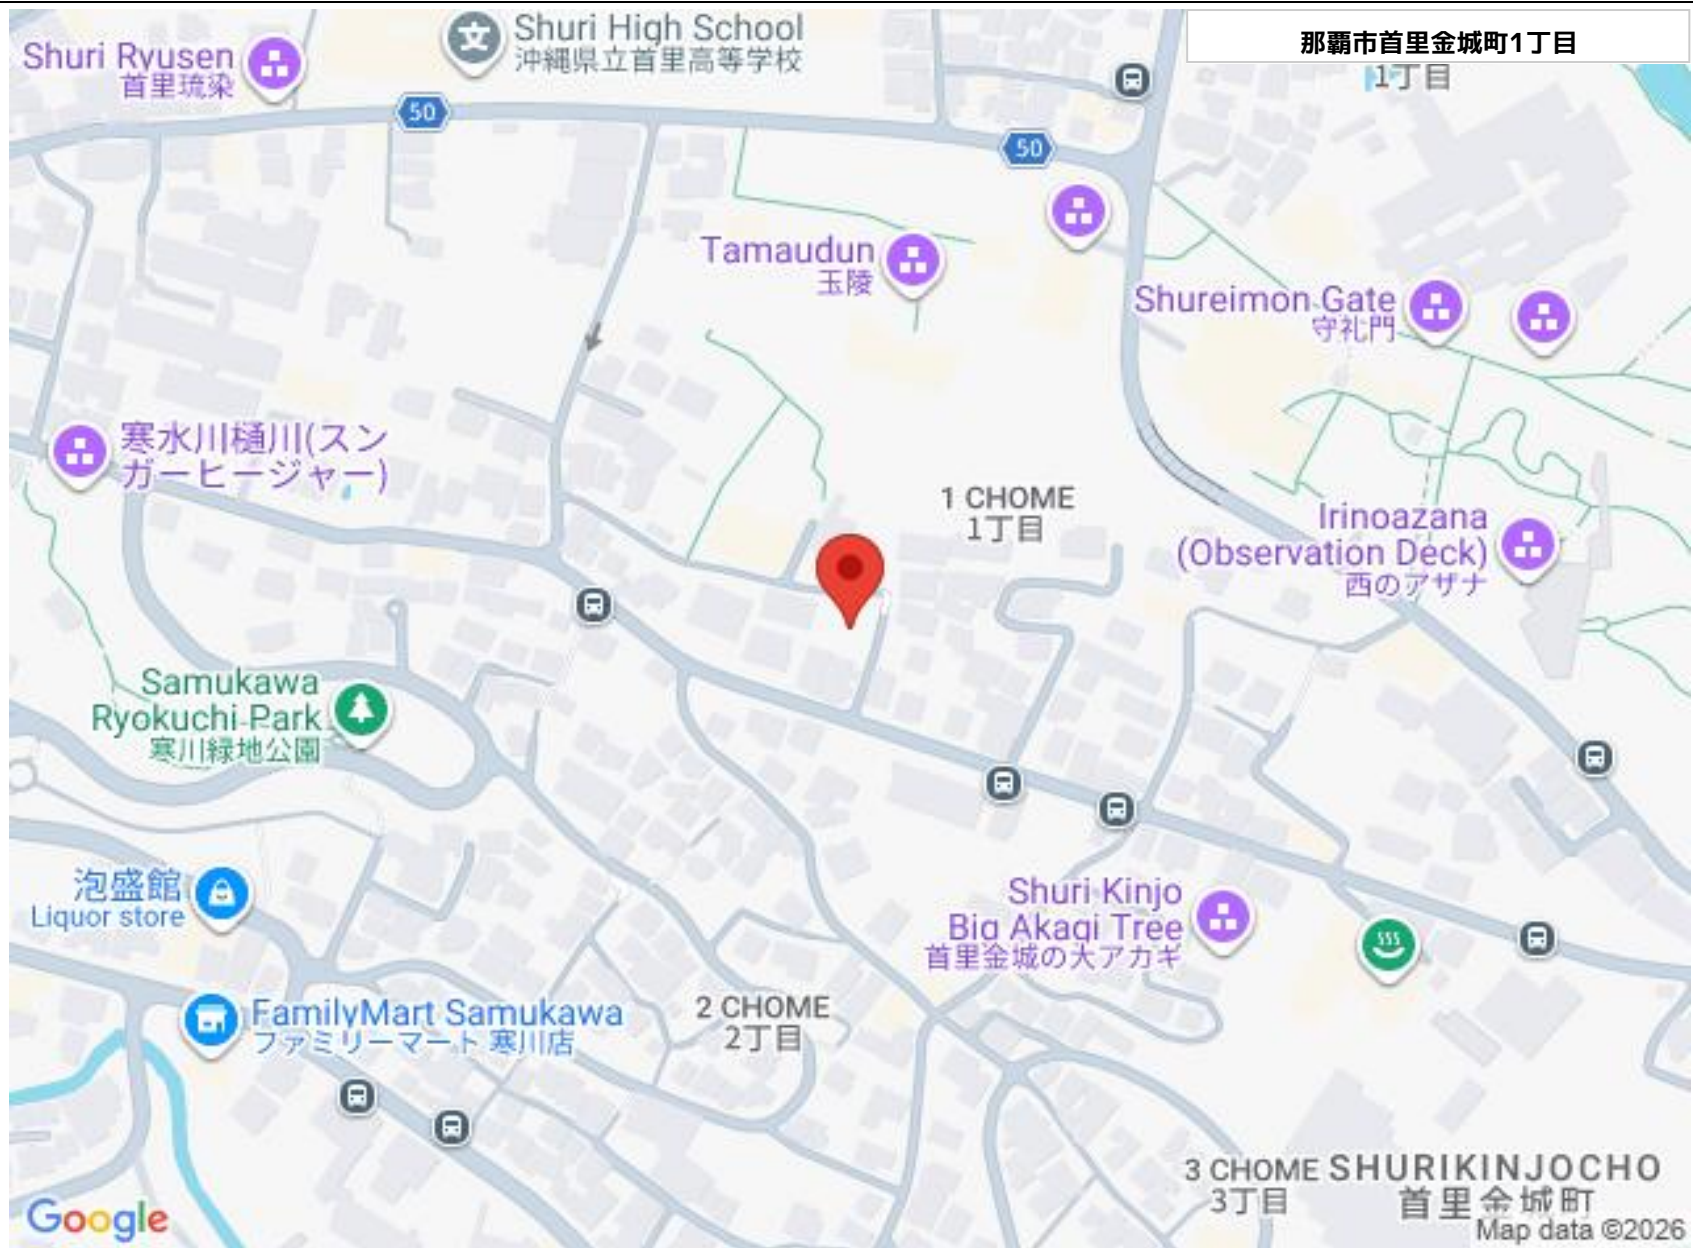 那覇市首里金城町1丁目
Shuri High School
沖縄県立首里高等学校
Shuri Ryusen
首里琉染
1丁目
50
50
Tamaudun
玉陵
Shureimon Gate
守礼門
寒水川樋川(スン
ガーヒージャー)
1 CHOME
1丁目
Irinoazana
(Observation Deck)
西のアザナ
Samukawa
Ryokuchi Park
寒川緑地公園
泡盛館
Liquor store
Shuri Kinjo
Big Akagi Tree
首里金城の大アカギ
FamilyMart Samukawa
ファミリーマート 寒川店
2 CHOME
2丁目
3 CHOME
3丁目
SHURIKINJOCHO
首里金城町
Google
Map data ©2026